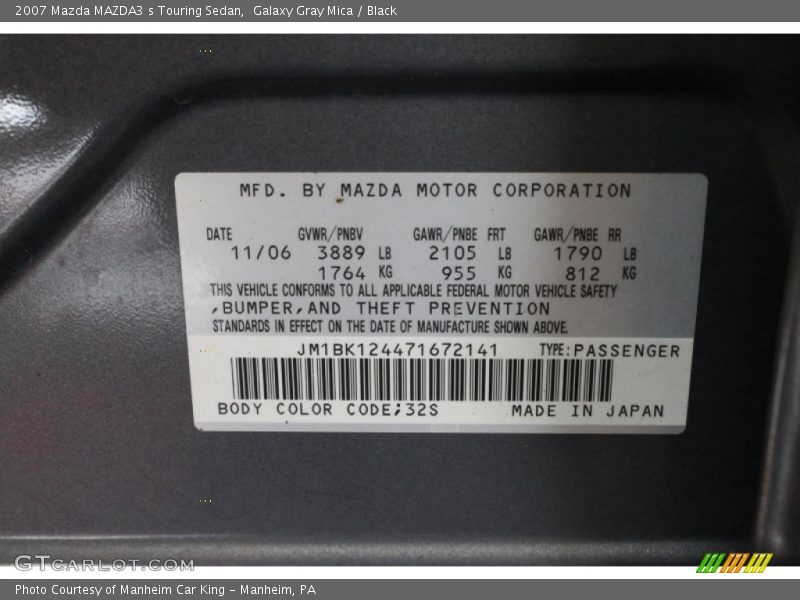 2007 Mazda MAZDA3 s Touring Sedan,  Galaxy Gray Mica / Black
MFD. BY MAZDA MOTOR CORPORATION
DATE GVWR/PNBV GAWR/PNBE FRT GAWR/PNBE RR
11/06 3889 LB 2105 LB 1790 LB
1764 KG 955 KG 812 KG
THIS VEHICLE CONFORMS TO ALL APPLICABLE FEDERAL MOTOR VEHICLE SAFETY
,BUMPER,AND THEFT PREVENTION
STANDARDS IN EFFECT ON THE DATE OF MANUFACTURE SHOWN ABOVE.
JM1BK124471672141 TYPE:PASSENGER
BODY COLOR CODE;32S MADE IN JAPAN
GTCARLOT.COM
Photo Courtesy of Manheim Car King - Manheim, PA